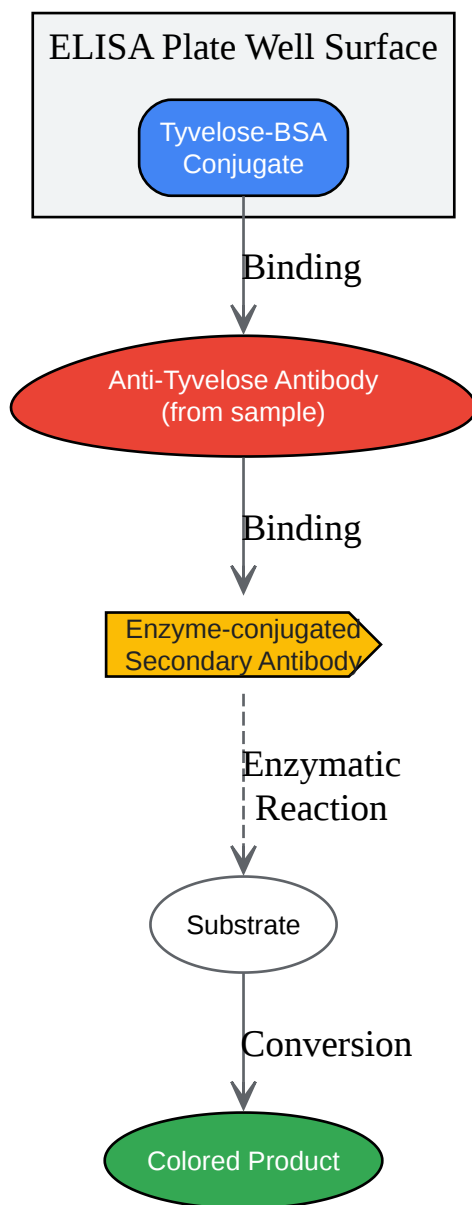 ELISA Plate Well Surface
Tyvelose-BSA
Conjugate
Binding
Anti-Tyvelose Antibody
(from sample)
Binding
Enzyme-conjugated
Secondary Antibody
Enzymatic
Reaction
Substrate
Conversion
Colored Product